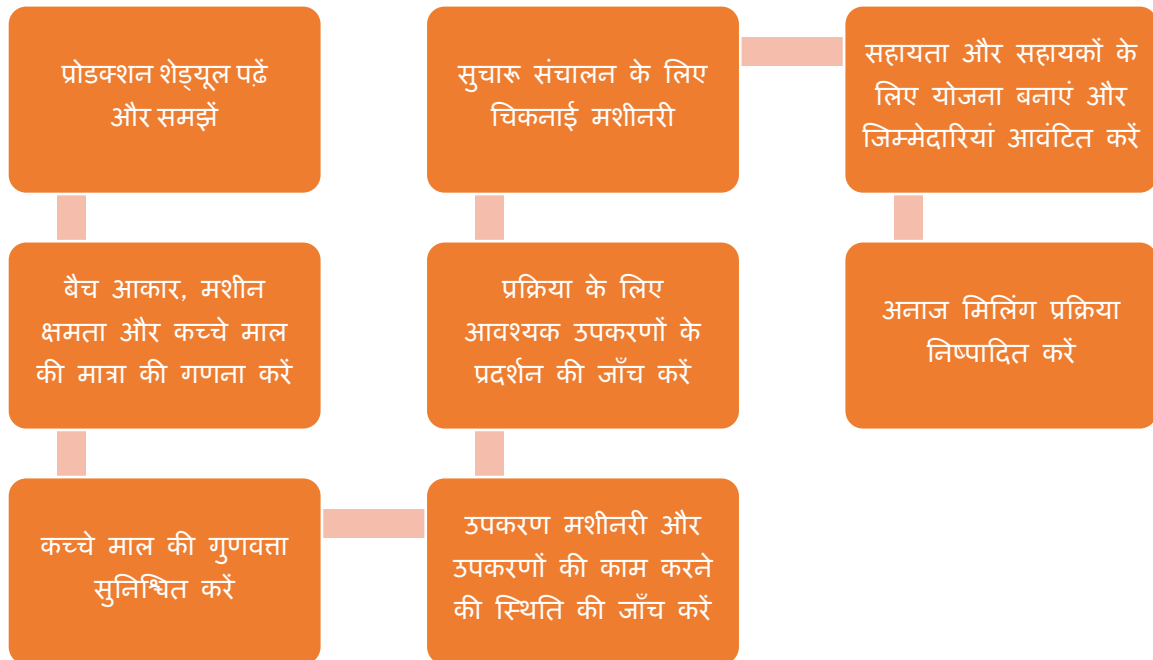 प्रोडक्शन शेड्यूल पढ़ें
और समझें
बैच आकार, मशीन
क्षमता और कच्चे माल
की मात्रा की गणना करें
कच्चे माल की गुणवत्ता
सुनिश्चित करें
उपकरण मशीनरी और
उपकरणों की काम करने
की स्थिति की जाँच करें
प्रक्रिया के लिए
आवश्यक उपकरणों के
प्रदर्शन की जाँच करें
सुचारू संचालन के लिए
चिकनाई मशीनरी
सहायता और सहायकों के
लिए योजना बनाएं और
जिम्मेदारियां आवंटित करें
अनाज मिलिंग प्रक्रिया
निष्पादित करें